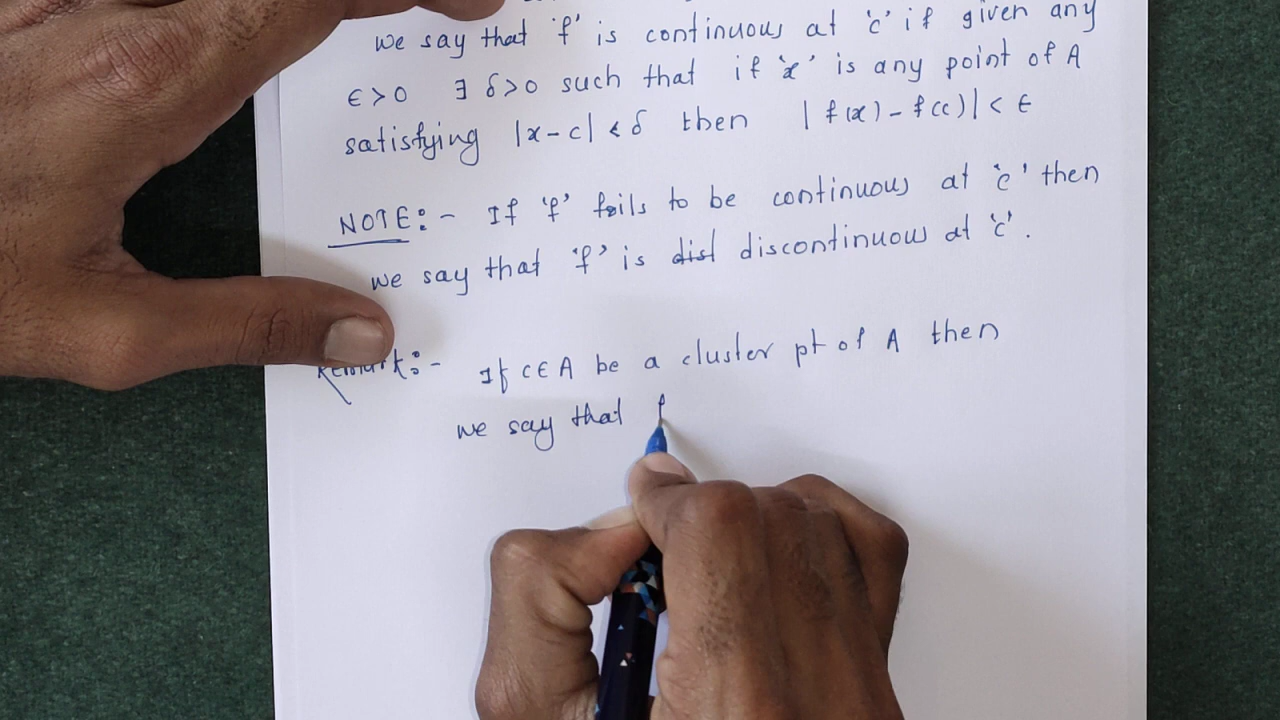 we say that 'f' is continuous at 'c' if given any
ϵ>0 ∃ δ>0 such that if 'x' is any point of A
satisfying |x-c|<δ then |f(x)-f(c)|<ϵ
NOTE:- If 'f' fails to be continuous at 'c' then
we say that 'f' is dist discontinuous at 'c'.
Remark:- If c∈A be a cluster pt of A then
we say that f